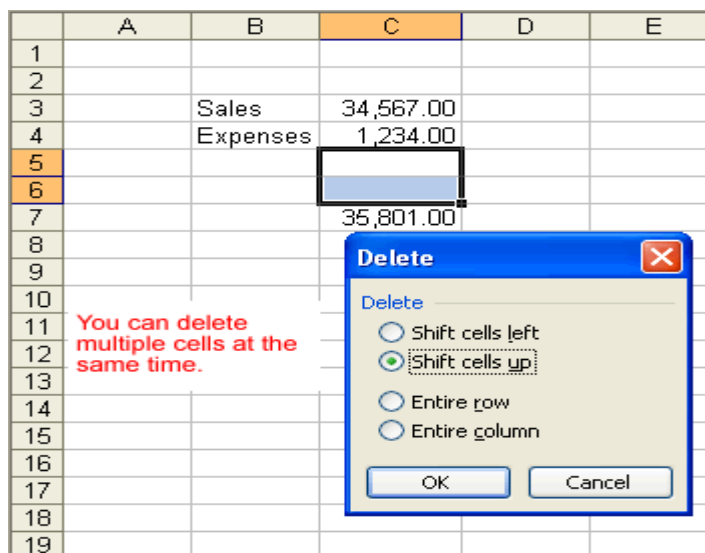 A B C D E
1
2
3 Sales 34,567.00
4 Expenses 1,234.00
5
6
7 35,801.00
8
Delete
9
10
Delete
11
You can delete
Shift cells left
12
multiple cells at the
Shift cells up
same time.
13
14
Entire row
15
Entire column
16
17
OK Cancel
18
19